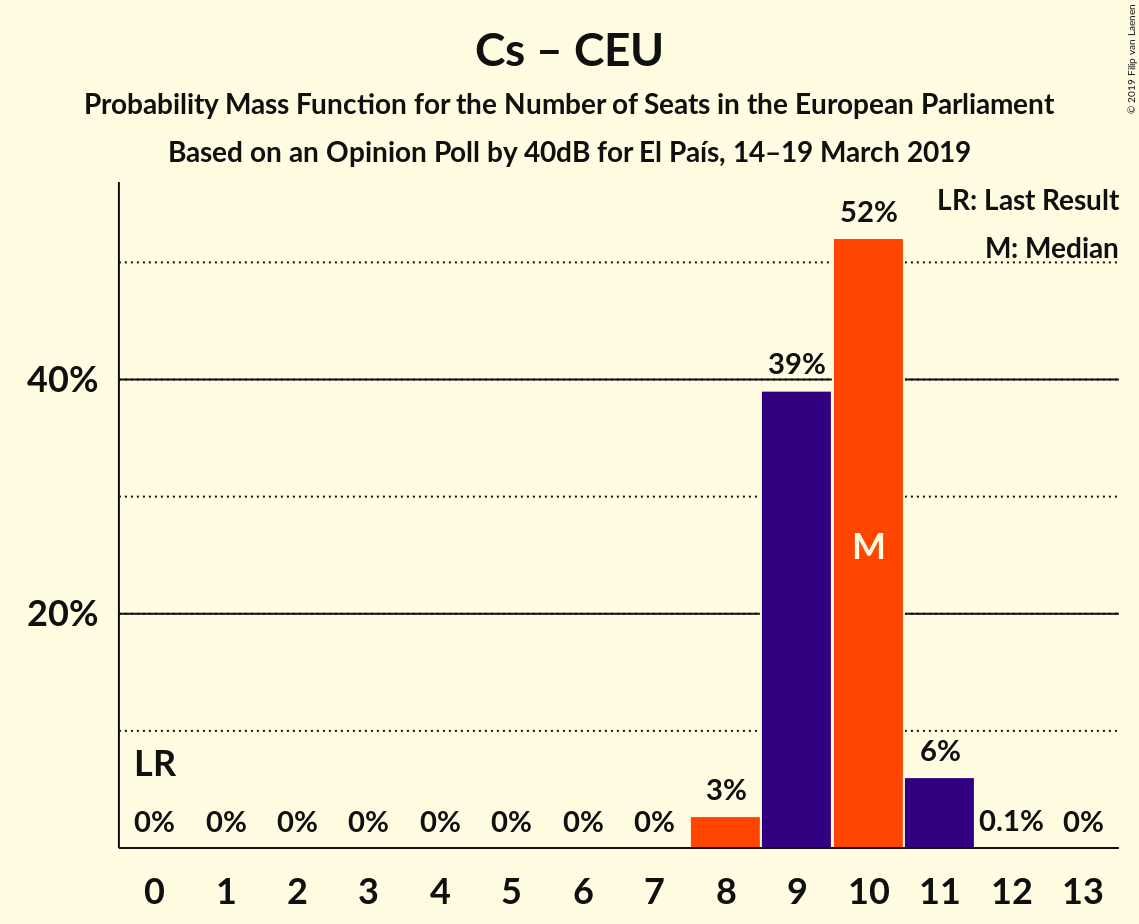 Cs – CEU
Probability Mass Function for the Number of Seats in the European Parliament
Based on an Opinion Poll by 40dB for El País, 14–19 March 2019
© 2019 Filip van Laenen
LR: Last Result
M: Median
52%
39%
40%
M
20%
LR
6%
3%
0% 0% 0% 0% 0% 0% 0% 0% 0.1% 0%
0 1 2 3 4 5 6 7 8 9 10 11 12 13